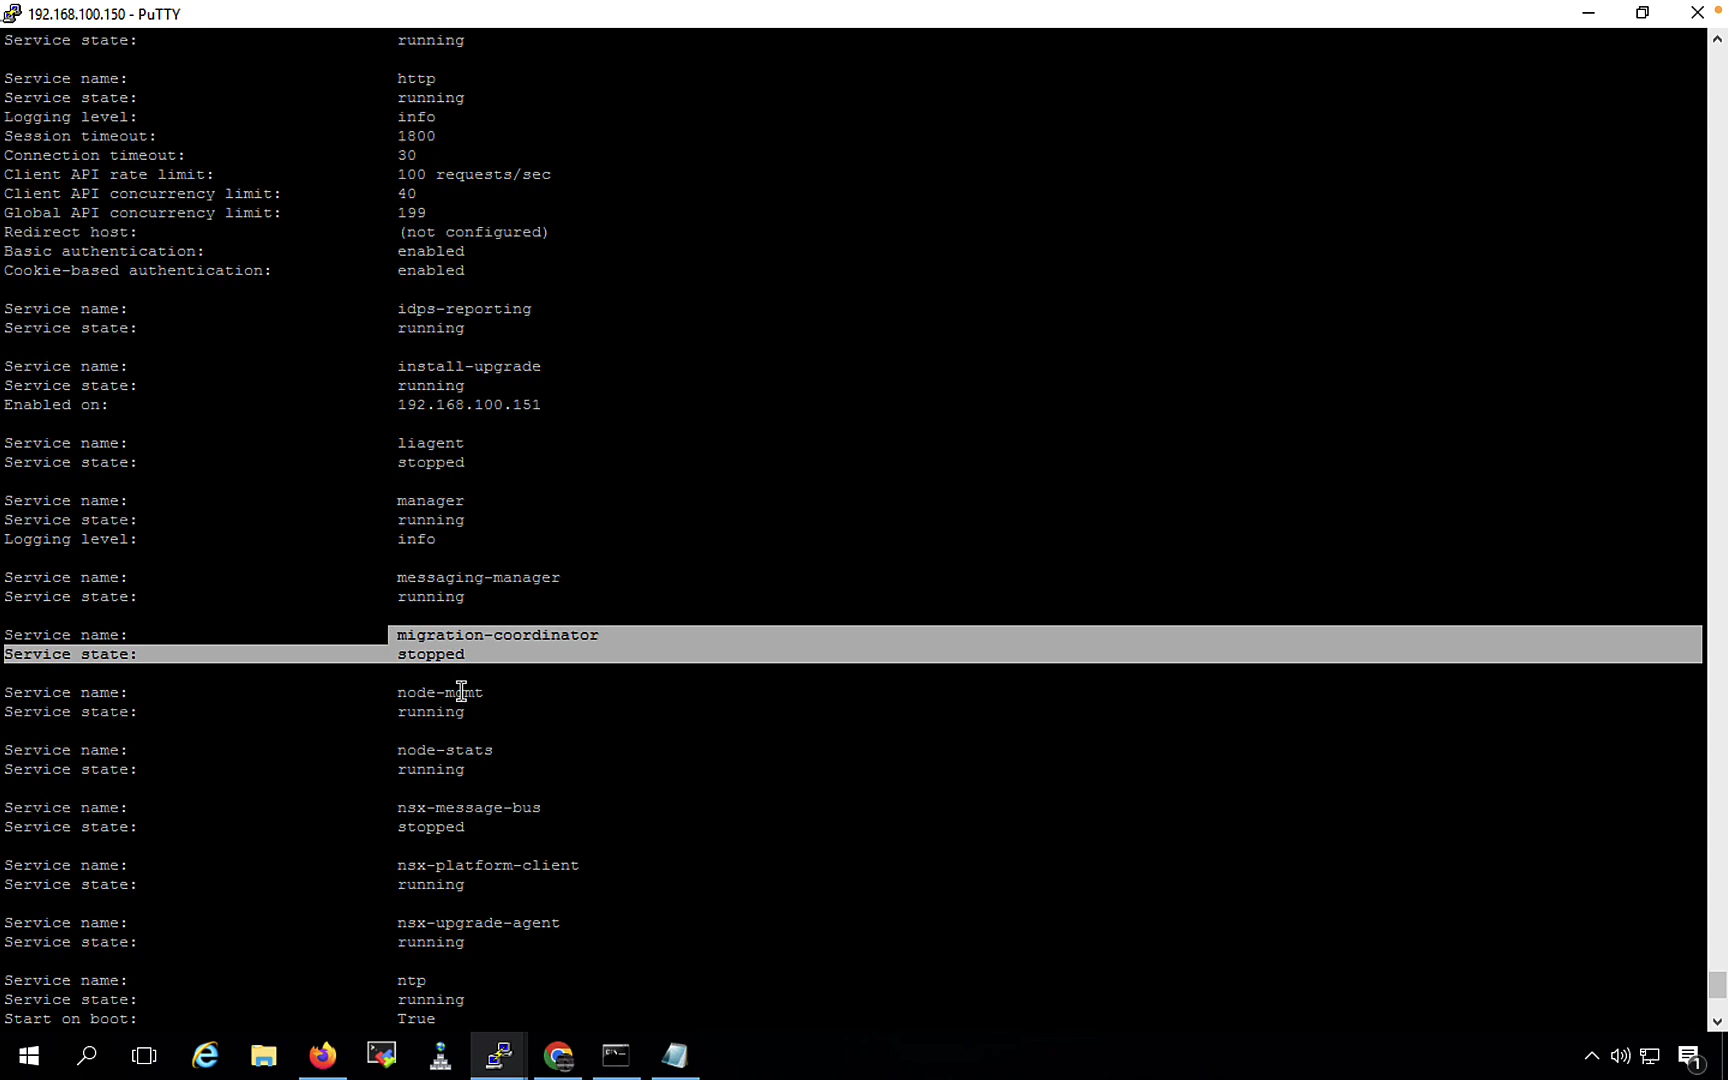 192.168.100.150 - PuTTY
Service state: running
Service name: http
Service state: running
Logging level: info
Session timeout: 1800
Connection timeout: 30
Client API rate limit: 100 requests/sec
Client API concurrency limit: 40
Global API concurrency limit: 199
Redirect host: (not configured)
Basic authentication: enabled
Cookie-based authentication: enabled
Service name: idps-reporting
Service state: running
Service name: install-upgrade
Service state: running
Enabled on: 192.168.100.151
Service name: liagent
Service state: stopped
Service name: manager
Service state: running
Logging level: info
Service name: messaging-manager
Service state: running
Service name: migration-coordinator
Service state: stopped
Service name: node-mgmt
Service state: running
Service name: node-stats
Service state: running
Service name: nsx-message-bus
Service state: stopped
Service name: nsx-platform-client
Service state: running
Service name: nsx-upgrade-agent
Service state: running
Service name: ntp
Service state: running
Start on boot: True
1